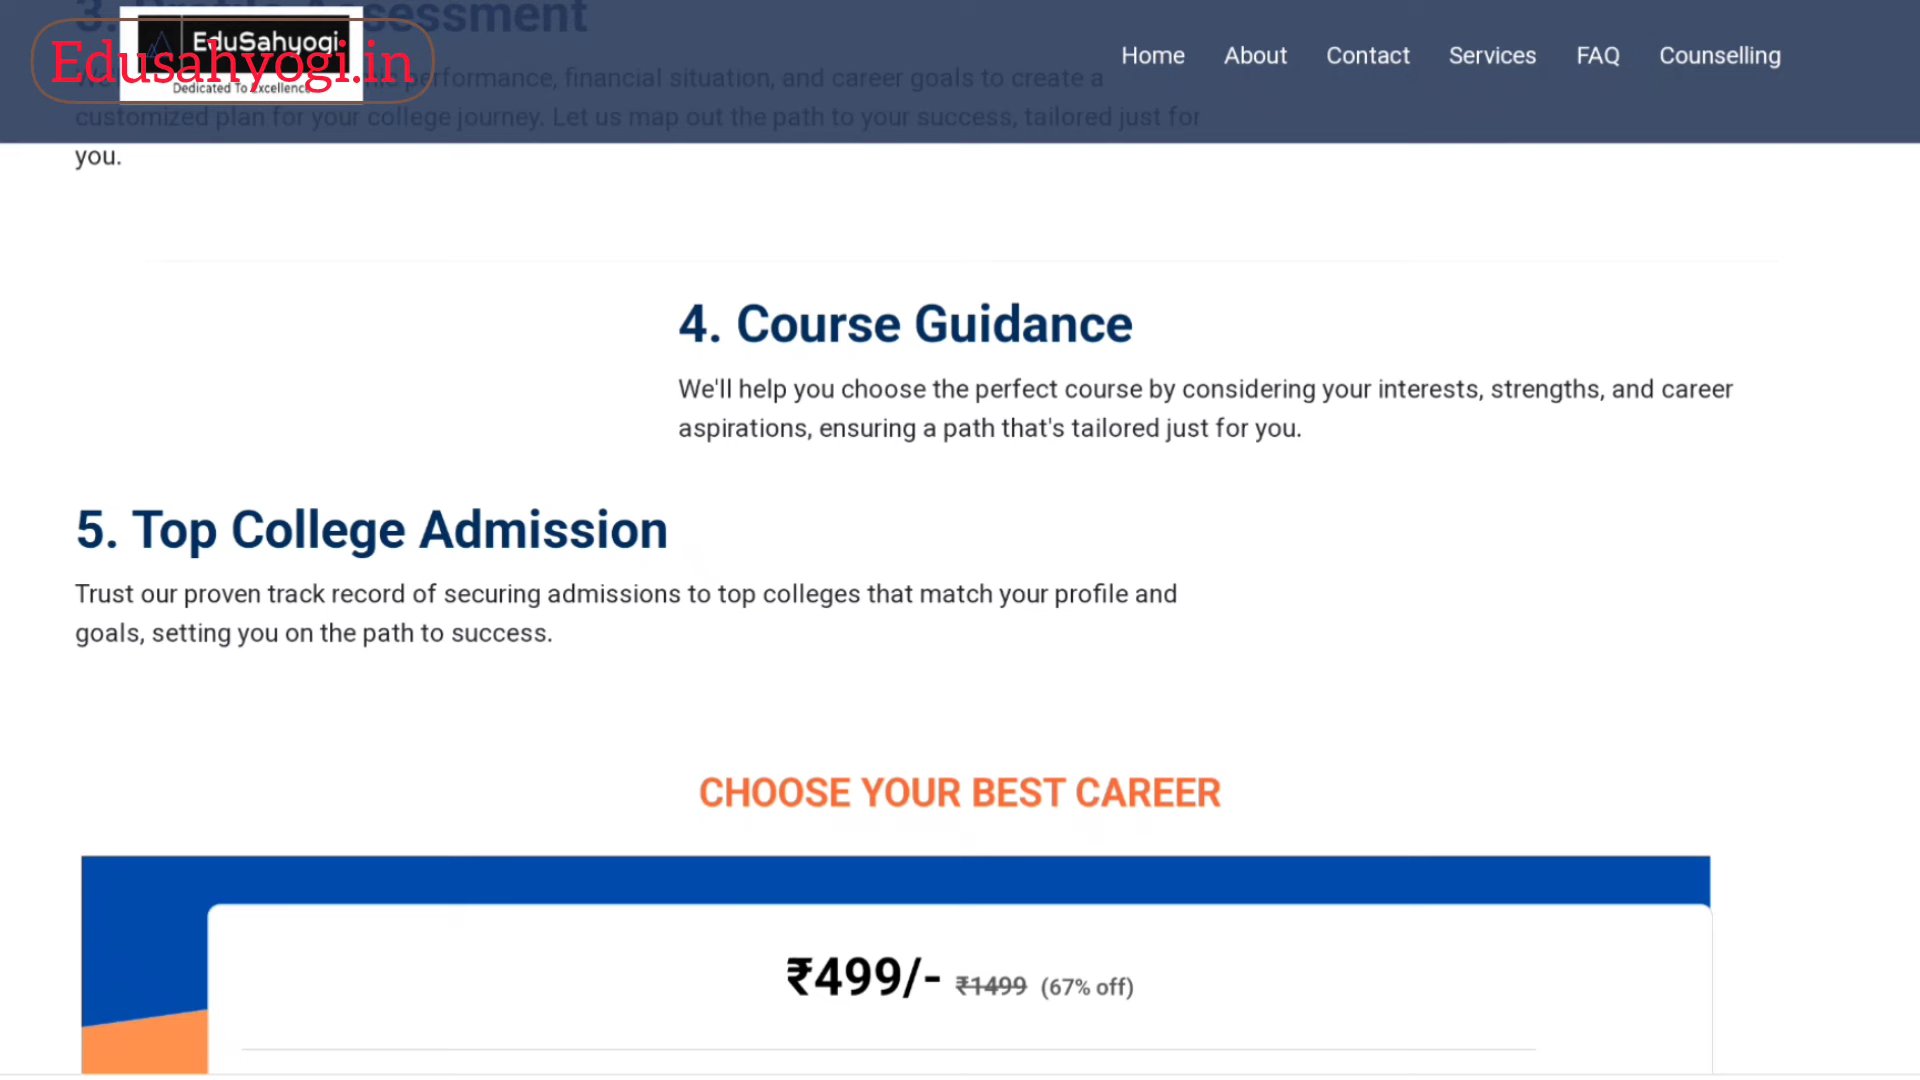 3. Profile Assessment
EduSahyogi
Edusahyogi.in
Dedicated To Excellence
Home About Contact Services FAQ Counselling
performance, financial situation, and career goals to create a
customized plan for your college journey. Let us map out the path to your success, tailored just for
you.
4. Course Guidance
We'll help you choose the perfect course by considering your interests, strengths, and career
aspirations, ensuring a path that's tailored just for you.
5. Top College Admission
Trust our proven track record of securing admissions to top colleges that match your profile and
goals, setting you on the path to success.
CHOOSE YOUR BEST CAREER
₹499/- ₹1499 (67% off)